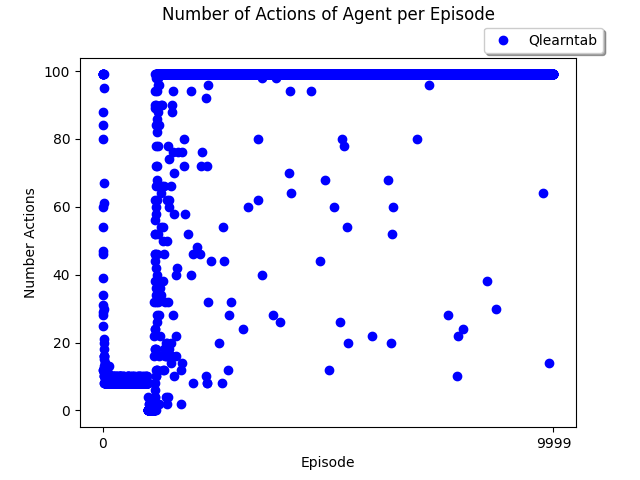 Number of Actions of Agent per Episode
Qlearntab
100
80
60
40
20
0
Number Actions
0
9999
Episode